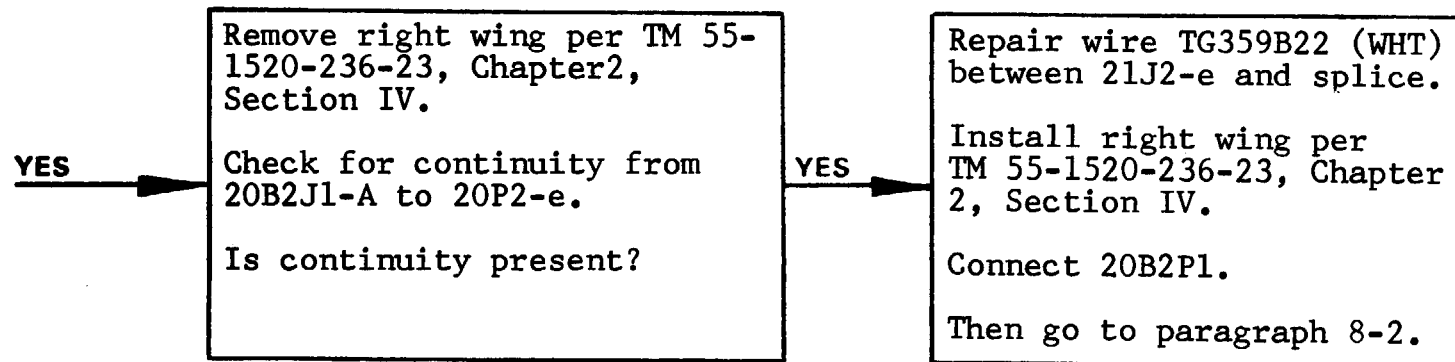 YES
Remove right wing per TM 55-
1520-236-23, Chapter2,
Section IV.
Check for continuity from
20B2J1-A to 20P2-e.
Is continuity present?
YES
Repair wire TG359B22 (WHT)
between 21J2-e and splice.
Install right wing per
TM 55-1520-236-23, Chapter
2, Section IV.
Connect 20B2P1.
Then go to paragraph 8-2.